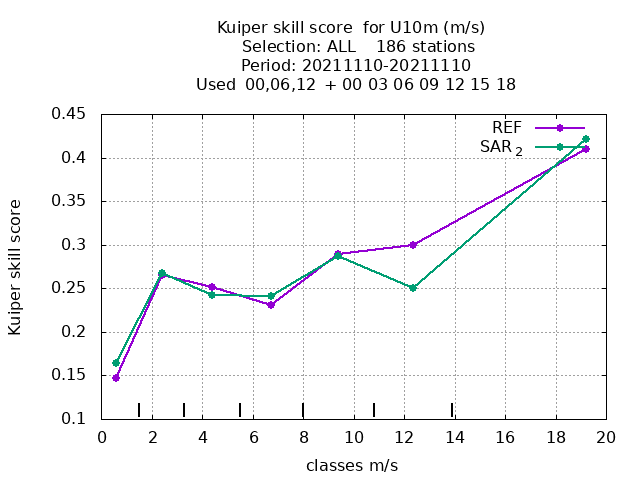 Kuiper skill score  for U10m (m/s)
Selection: ALL    186 stations
Period: 20211110-20211110
Used  00,06,12  + 00 03 06 09 12 15 18
0.45
0.4
0.35
0.3
0.25
0.2
0.15
0.1
Kuiper skill score
REF
SAR 2
0 2 4 6 8 10 12 14 16 18 20
classes m/s